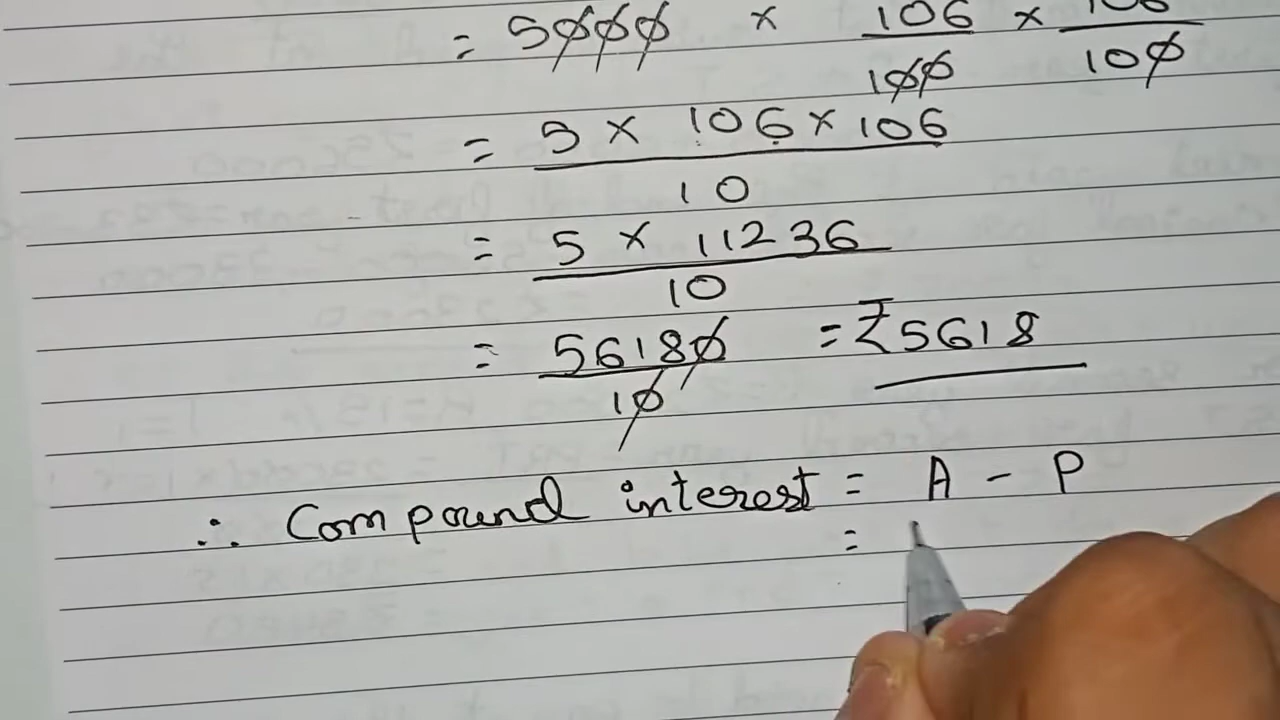 = 5000 × 106/100 × 106/100
= 5 × 106 × 106 / 10
= 5 × 11236 / 10
= 56180 / 10 = ₹5618
∴ Compound interest = A - P
=